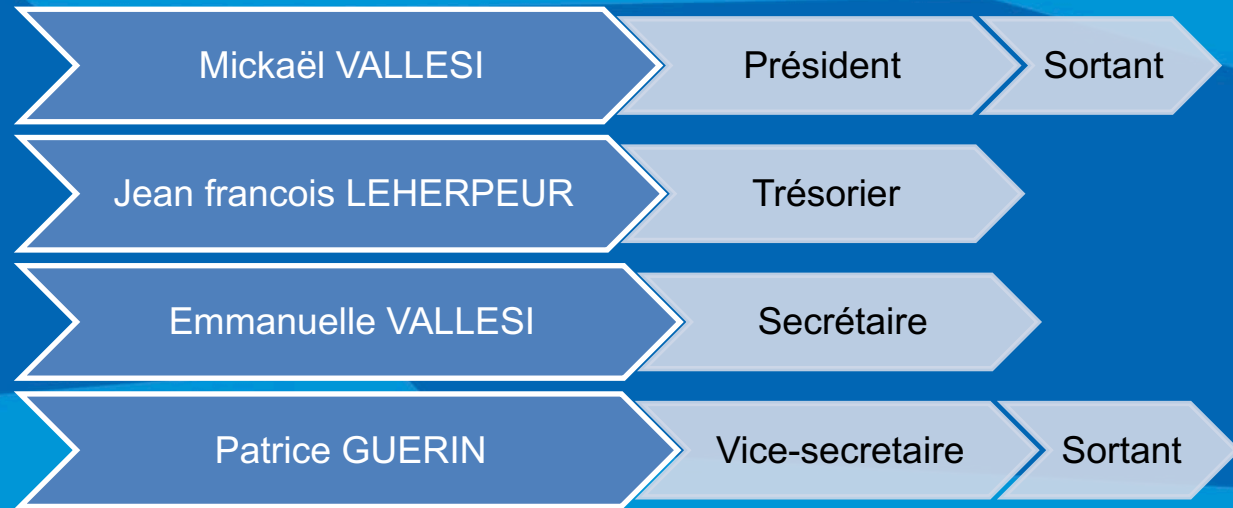 Mickaël VALLESI Président Sortant
Jean francois LEHERPEUR Trésorier
Emmanuelle VALLESI Secrétaire
Patrice GUERIN Vice-secretaire Sortant